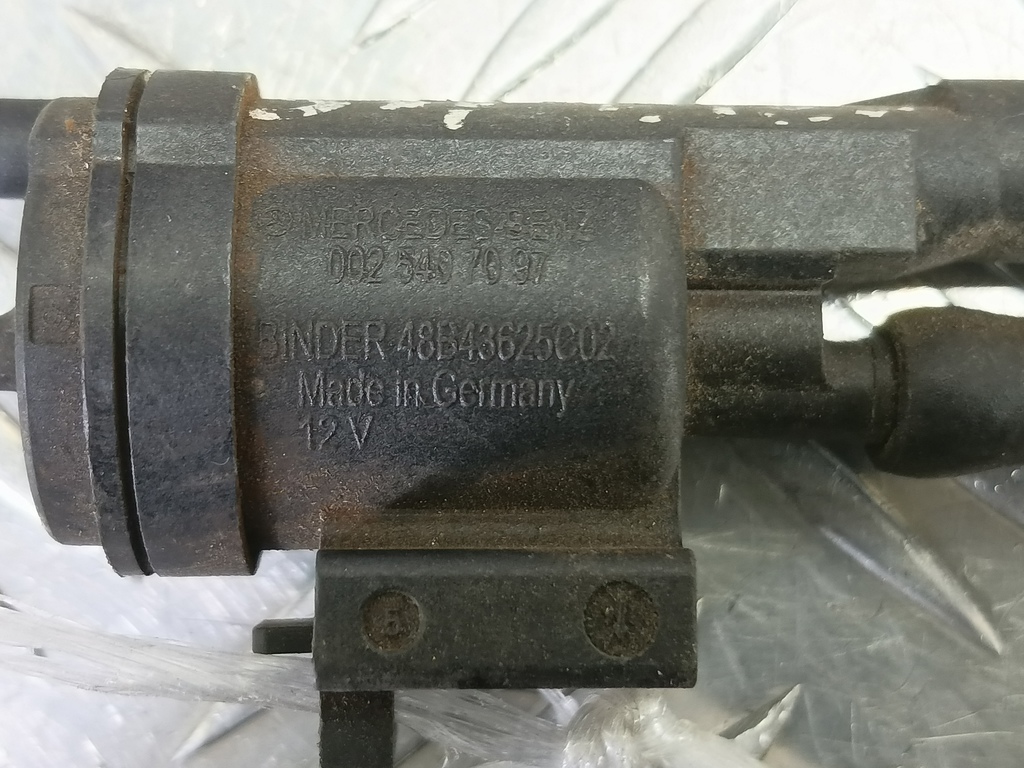 MERCEDES-BENZ
002 540 70 97
BINDER 48B43625C02
Made in Germany
12 V